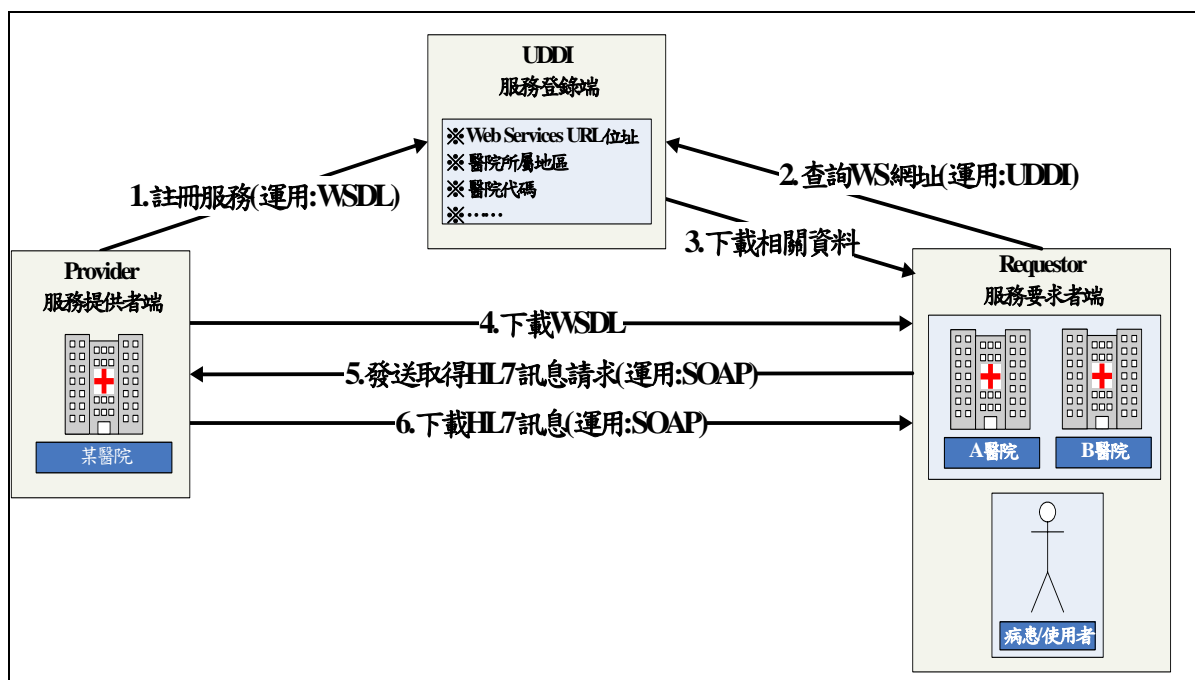 UDDI
服務登錄端
※Web Services URL位址
※醫院所屬地區
※醫院代碼
※⋯⋯
1.註冊服務(運用:WSDL)
2.查詢WS網址(運用:UDDI)
3.下載相關資料
Provider
服務提供者端
某醫院
4.下載WSDL
5.發送取得HL7訊息請求(運用:SOAP)
6.下載HL7訊息(運用:SOAP)
Requestor
服務要求者端
A醫院
B醫院
病患/使用者